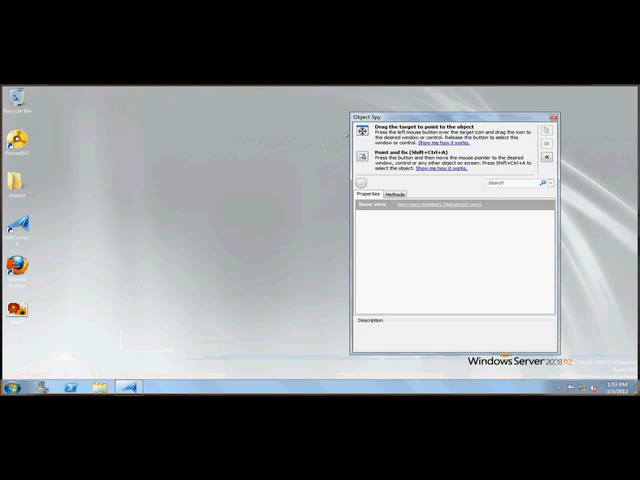 Recycle Bin
PowerISO
Object Spy
Drag the target to point to the object
Press the left mouse button over the target icon and drag the icon to
the desired window or control. Release the button to select this
window or control. Show me how it works.
Point and fix (Shift+Ctrl+A)
Press this button and then move the mouse pointer to the desired
window, control or any other object on screen. Press Shift+Ctrl+A to
select the object. Show me how it works.
Search
Properties
Methods
Basic view
View more members (Advanced view)
Description
Windows Server 2008 R2
1:53 PM
3/3/2012